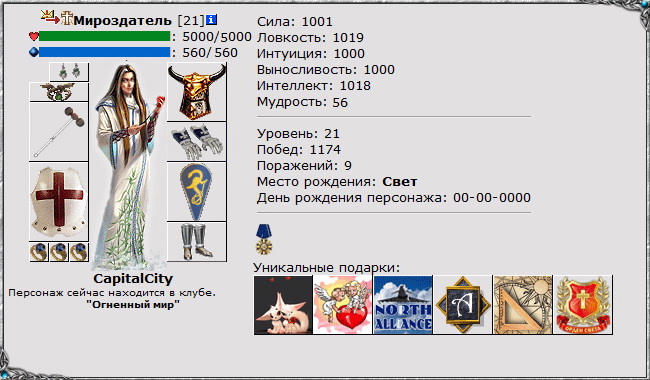 Мироздатель [21]
: 5000/5000
: 560/560
CapitalCity
Персонаж сейчас находится в клубе.
"Огненный мир"
Сила: 1001
Ловкость: 1019
Интуиция: 1000
Выносливость: 1000
Интеллект: 1018
Мудрость: 56
Уровень: 21
Побед: 1174
Поражений: 9
Место рождения: Свет
День рождения персонажа: 00-00-0000
Уникальные подарки:
NORTH
ALLIANCE
A
ОРДЕН СВЕТА